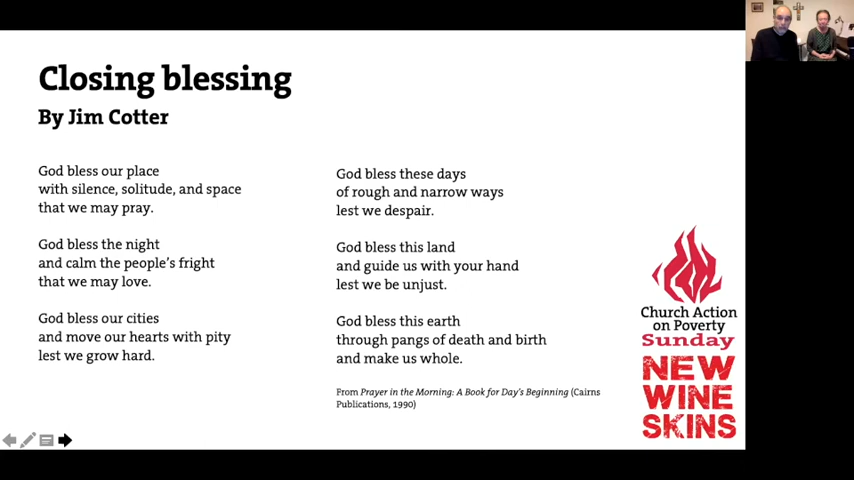 Closing blessing
By Jim Cotter
God bless our place
with silence, solitude, and space
that we may pray.
God bless the night
and calm the people's fright
that we may love.
God bless our cities
and move our hearts with pity
lest we grow hard.
God bless these days
of rough and narrow ways
lest we despair.
God bless this land
and guide us with your hand
lest we be unjust.
God bless this earth
through pangs of death and birth
and make us whole.
From Prayer in the Morning: A Book for Day's Beginning (Cairns
Publications, 1990)
Church Action
on Poverty
Sunday
NEW
WINE
SKINS